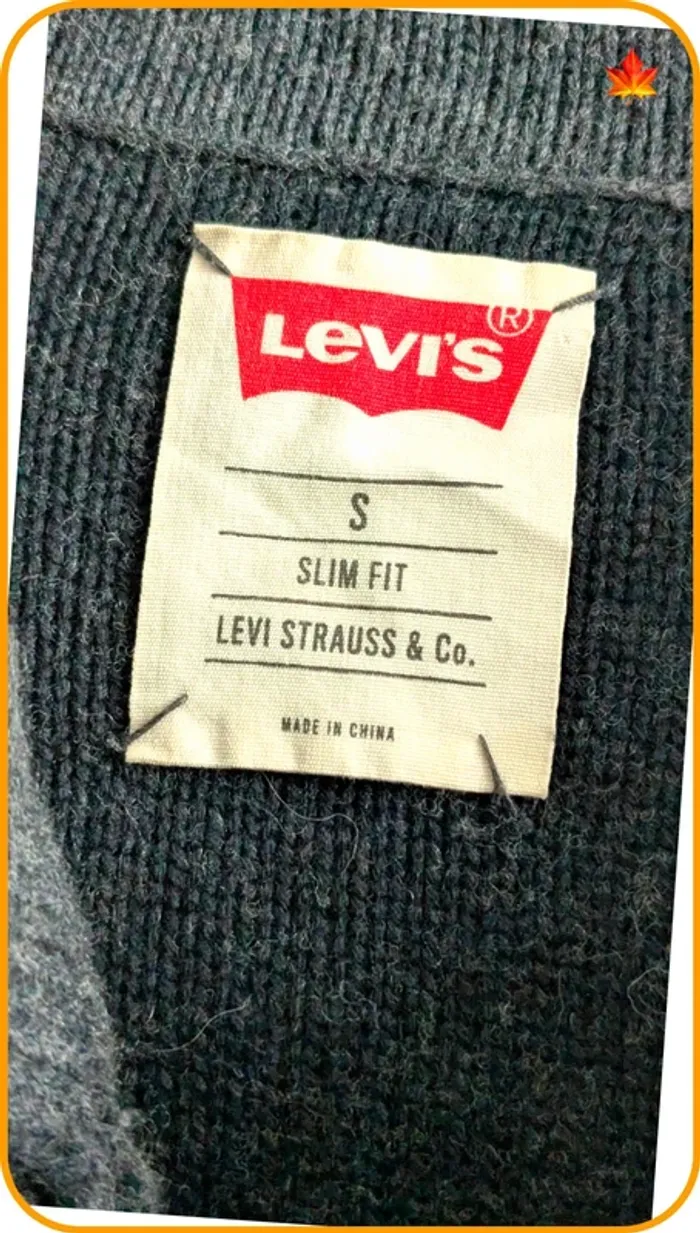 LEVI'S ®
S
SLIM FIT
LEVI STRAUSS & Co.
MADE IN CHINA